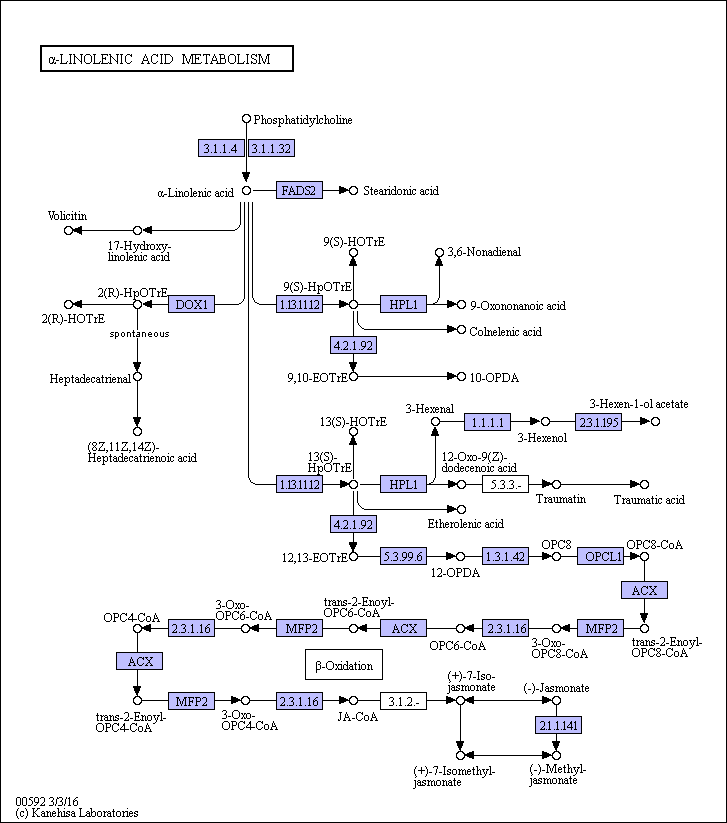 α-LINOLENIC ACID METABOLISM
Phosphatidylcholine
3.1.1.4 3.1.1.32
α-Linolenic acid
FADS2
Stearidonic acid
Volicitin
17-Hydroxy-
linolenic acid
9(S)-HOTrE
3,6-Nonadienal
2(R)-HpOTrE
DOX1
9(S)-HpOTrE
1.13.11.12
HPL1
9-Oxononanoic acid
2(R)-HOTrE
spontaneous
Colnelenic acid
4.2.1.92
Heptadecatrienal
9,10-EOTrE
10-OPDA
(8Z,11Z,14Z)-
Heptadecatrienoic acid
13(S)-HOTrE
3-Hexenal
1.1.1.1
3-Hexenol
2.3.1.195
3-Hexen-1-ol acetate
13(S)-
HpOTrE
1.13.11.12
HPL1
12-Oxo-9(Z)-
dodecenoic acid
5.3.3.-
Traumatin
Traumatic acid
Etherolenic acid
4.2.1.92
12,13-EOTrE
5.3.99.6
12-OPDA
1.3.1.42
OPC8
OPCL1
OPC8-CoA
ACX
trans-2-Enoyl-
OPC8-CoA
MFP2
3-Oxo-
OPC8-CoA
2.3.1.16
OPC6-CoA
ACX
trans-2-Enoyl-
OPC6-CoA
MFP2
3-Oxo-
OPC6-CoA
2.3.1.16
OPC4-CoA
ACX
β-Oxidation
trans-2-Enoyl-
OPC4-CoA
MFP2
3-Oxo-
OPC4-CoA
2.3.1.16
JA-CoA
3.1.2.-
(+)-7-Iso-
jasmonate
(-)-Jasmonate
2.1.1.141
(+)-7-Isomethyl-
jasmonate
(-)-Methyl-
jasmonate
00592 3/3/16
(c) Kanehisa Laboratories